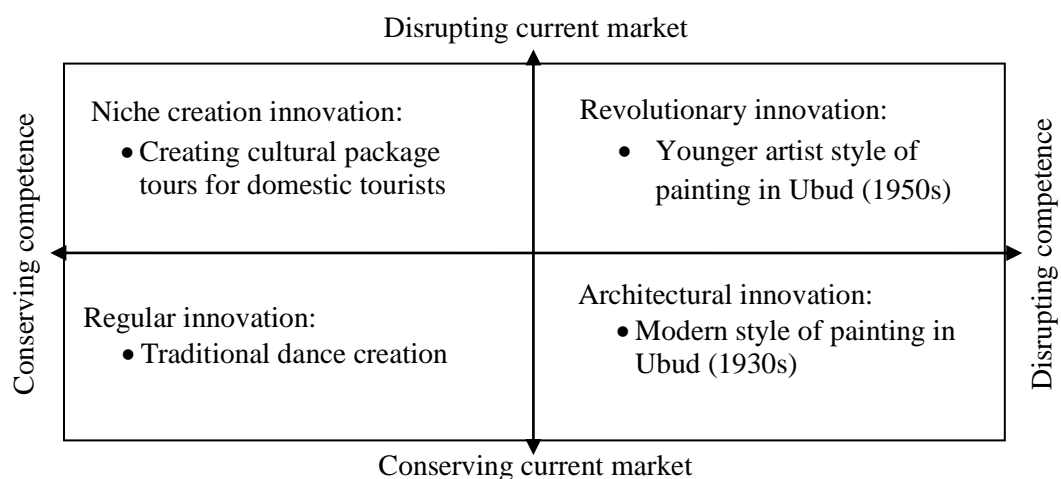 Disrupting current market
Niche creation innovation:
• Creating cultural package
tours for domestic tourists
Revolutionary innovation:
• Younger artist style of
painting in Ubud (1950s)
Conserving competence
Disrupting competence
Regular innovation:
• Traditional dance creation
Architectural innovation:
• Modern style of painting in
Ubud (1930s)
Conserving current market